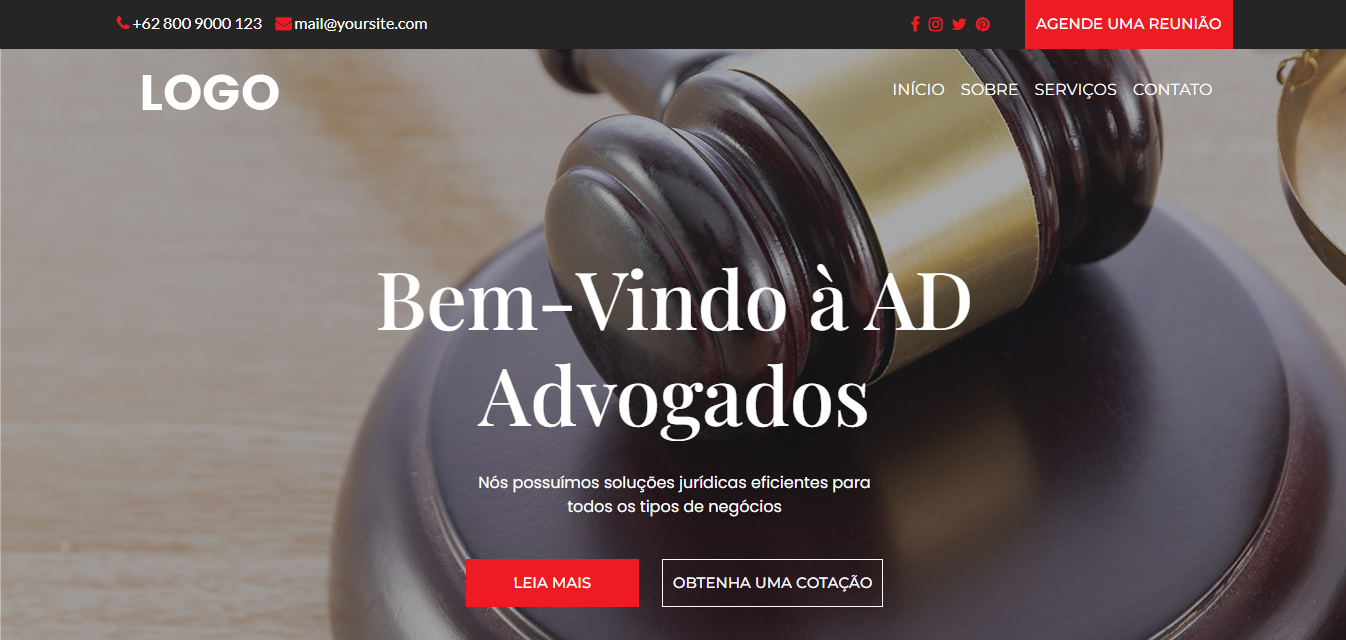 +62 800 9000 123 mail@yoursite.com AGENDE UMA REUNIÃO
LOGO INÍCIO SOBRE SERVIÇOS CONTATO
Bem-Vindo à AD
Advogados
Nós possuímos soluções jurídicas eficientes para
todos os tipos de negócios
LEIA MAIS OBTENHA UMA COTAÇÃO